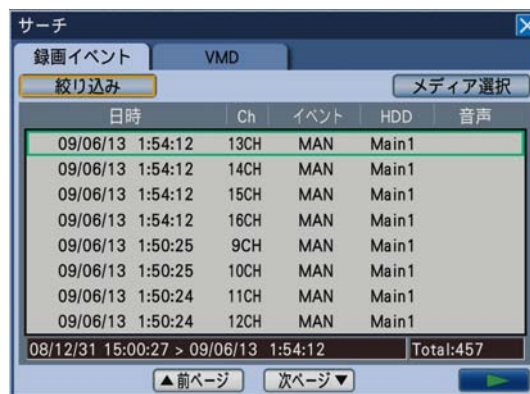 サーチ
録画イベント VMD
絞り込み メディア選択
日時 Ch イベント HDD 音声
09/06/13 1:54:12 13CH MAN Main1
09/06/13 1:54:12 14CH MAN Main1
09/06/13 1:54:12 15CH MAN Main1
09/06/13 1:54:12 16CH MAN Main1
09/06/13 1:50:25 9CH MAN Main1
09/06/13 1:50:25 10CH MAN Main1
09/06/13 1:50:24 11CH MAN Main1
09/06/13 1:50:24 12CH MAN Main1
08/12/31 15:00:27 > 09/06/13 1:54:12 Total:457
▲前ページ 次ページ▼